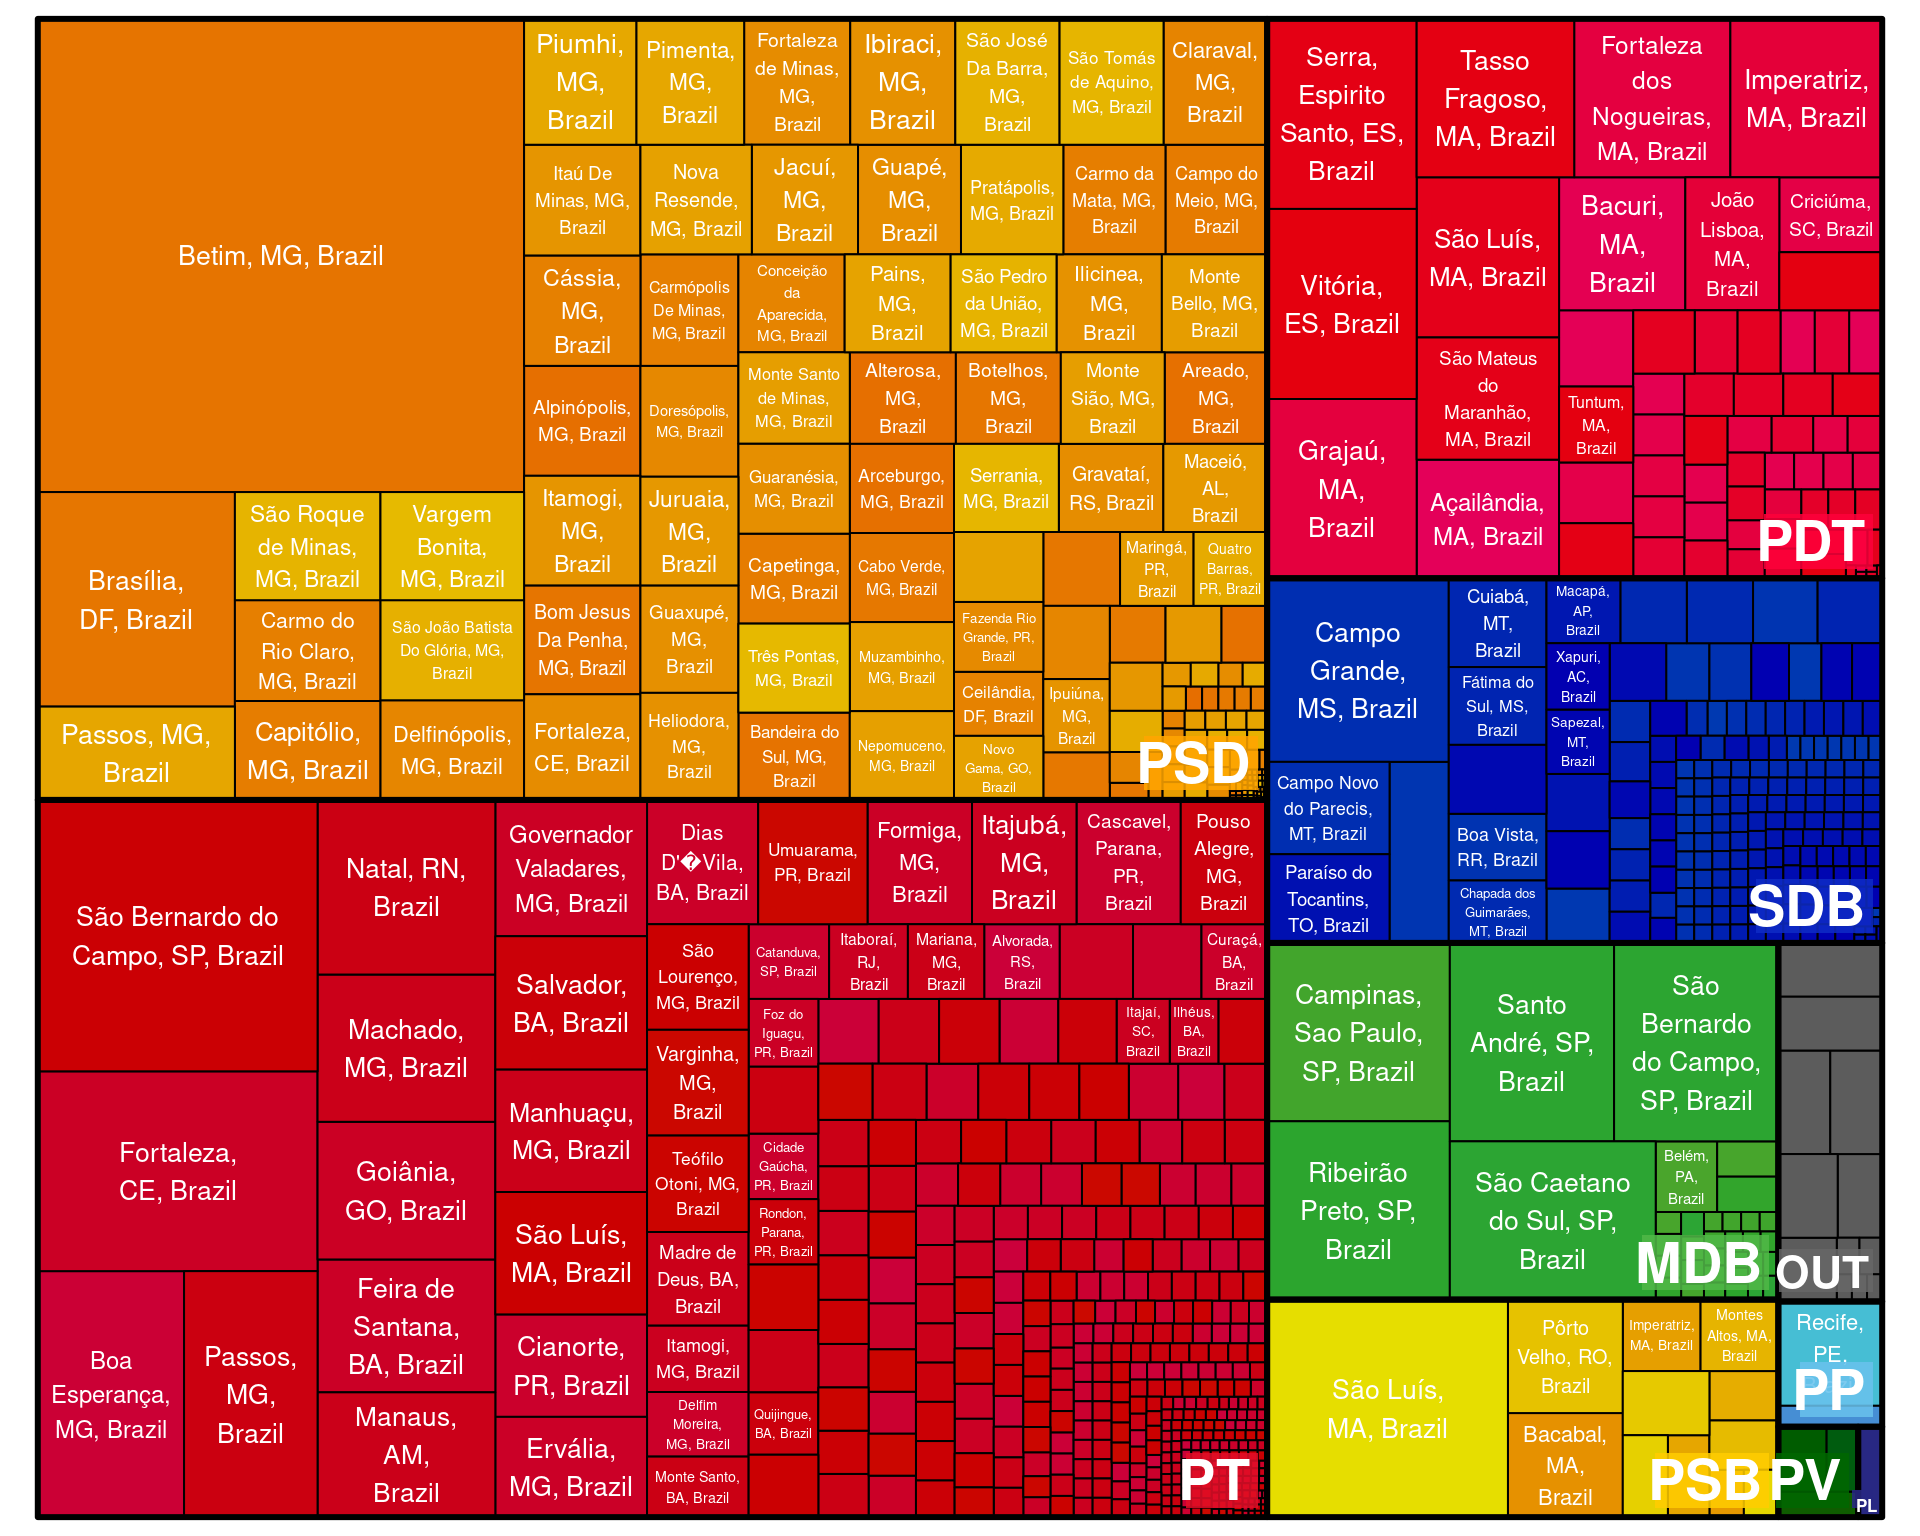 Betim, MG, Brazil
Brasília,
DF, Brazil
Passos, MG,
Brazil
São Roque
de Minas,
MG, Brazil
Vargem
Bonita,
MG, Brazil
Carmo do
Rio Claro,
MG, Brazil
São João Batista
Do Glória, MG,
Brazil
Capitólio,
MG, Brazil
Delfinópolis,
MG, Brazil
Piumhi,
MG,
Brazil
Pimenta,
MG,
Brazil
Fortaleza
de Minas,
MG,
Brazil
Ibiraci,
MG,
Brazil
São José
Da Barra,
MG,
Brazil
São Tomás
de Aquino,
MG, Brazil
Claraval,
MG,
Brazil
Itaú De
Minas, MG,
Brazil
Nova
Resende,
MG, Brazil
Jacuí,
MG,
Brazil
Guapé,
MG,
Brazil
Pratápolis,
MG, Brazil
Carmo da
Mata, MG,
Brazil
Campo do
Meio, MG,
Brazil
Cássia,
MG,
Brazil
Carmópolis
De Minas,
MG, Brazil
Conceição
da
Aparecida,
MG, Brazil
Pains,
MG,
Brazil
São Pedro
da União,
MG, Brazil
Ilicinea,
MG,
Brazil
Monte
Bello, MG,
Brazil
Alpinópolis,
MG, Brazil
Doresópolis,
MG, Brazil
Monte Santo
de Minas,
MG, Brazil
Alterosa,
MG,
Brazil
Botelhos,
MG,
Brazil
Monte
Sião, MG,
Brazil
Areado,
MG,
Brazil
Itamogi,
MG,
Brazil
Juruaia,
MG,
Brazil
Guaranésia,
MG, Brazil
Arceburgo,
MG, Brazil
Serrania,
MG, Brazil
Gravataí,
RS, Brazil
Maceió,
AL,
Brazil
Capetinga,
MG, Brazil
Cabo Verde,
MG, Brazil
Maringá,
PR,
Brazil
Quatro
Barras,
PR, Brazil
Bom Jesus
Da Penha,
MG, Brazil
Guaxupé,
MG,
Brazil
Três Pontas,
MG, Brazil
Muzambinho,
MG, Brazil
Fazenda Rio
Grande, PR,
Brazil
Ceilândia,
DF, Brazil
Ipuiúna,
MG,
Brazil
Fortaleza,
CE, Brazil
Heliodora,
MG,
Brazil
Bandeira do
Sul, MG,
Brazil
Nepomuceno,
MG, Brazil
Novo
Gama, GO,
Brazil
PSD
Serra,
Espirito
Santo, ES,
Brazil
Tasso
Fragoso,
MA, Brazil
Fortaleza
dos
Nogueiras,
MA, Brazil
Imperatriz,
MA, Brazil
Vitória,
ES, Brazil
São Luís,
MA, Brazil
Bacuri,
MA,
Brazil
João
Lisboa,
MA,
Brazil
Criciúma,
SC, Brazil
São Mateus
do
Maranhão,
MA, Brazil
Tuntum,
MA,
Brazil
Grajaú,
MA,
Brazil
Açailândia,
MA, Brazil
PDT
Campo
Grande,
MS, Brazil
Cuiabá,
MT,
Brazil
Macapá,
AP,
Brazil
Fátima do
Sul, MS,
Brazil
Xapuri,
AC,
Brazil
Sapezal,
MT,
Brazil
Campo Novo
do Parecis,
MT, Brazil
Boa Vista,
RR, Brazil
Paraíso do
Tocantins,
TO, Brazil
Chapada dos
Guimarães,
MT, Brazil
SDB
São Bernardo do
Campo, SP, Brazil
Fortaleza,
CE, Brazil
Boa
Esperança,
MG, Brazil
Passos,
MG,
Brazil
Natal, RN,
Brazil
Machado,
MG, Brazil
Goiânia,
GO, Brazil
Feira de
Santana,
BA, Brazil
Manaus,
AM,
Brazil
Governador
Valadares,
MG, Brazil
Salvador,
BA, Brazil
Manhuaçu,
MG, Brazil
São Luís,
MA, Brazil
Cianorte,
PR, Brazil
Ervália,
MG, Brazil
Dias
D'�Vila,
BA, Brazil
Umuarama,
PR, Brazil
Formiga,
MG,
Brazil
Itajubá,
MG,
Brazil
Cascavel,
Parana,
PR,
Brazil
Pouso
Alegre,
MG,
Brazil
São
Lourenço,
MG, Brazil
Catanduva,
SP, Brazil
Itaboraí,
RJ,
Brazil
Mariana,
MG,
Brazil
Alvorada,
RS,
Brazil
Curaçá,
BA,
Brazil
Varginha,
MG,
Brazil
Foz do
Iguaçu,
PR, Brazil
Itajaí,
SC,
Brazil
Ilhéus,
BA,
Brazil
Teófilo
Otoni, MG,
Brazil
Cidade
Gaúcha,
PR, Brazil
Madre de
Deus, BA,
Brazil
Rondon,
Parana,
PR, Brazil
Itamogi,
MG, Brazil
Delfim
Moreira,
MG, Brazil
Quijingue,
BA, Brazil
Monte Santo,
BA, Brazil
PT
Campinas,
Sao Paulo,
SP, Brazil
Santo
André, SP,
Brazil
São
Bernardo
do Campo,
SP, Brazil
Ribeirão
Preto, SP,
Brazil
São Caetano
do Sul, SP,
Brazil
Belém,
PA,
Brazil
MDB
OUT
São Luís,
MA, Brazil
Pôrto
Velho, RO,
Brazil
Imperatriz,
MA, Brazil
Montes
Altos, MA,
Brazil
Bacabal,
MA,
Brazil
PSB
Recife,
PE,
PP
PV
PL